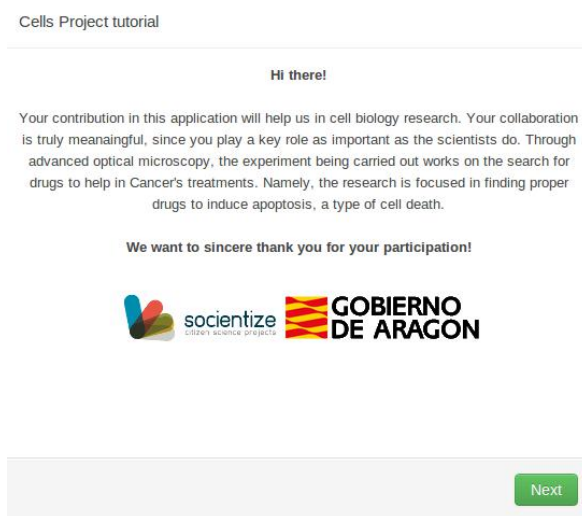 Cells Project tutorial
Hi there!
Your contribution in this application will help us in cell biology research. Your collaboration
is truly meanaingful, since you play a key role as important as the scientists do. Through
advanced optical microscopy, the experiment being carried out works on the search for
drugs to help in Cancer's treatments. Namely, the research is focused in finding proper
drugs to induce apoptosis, a type of cell death.
We want to sincere thank you for your participation!
socientize
citizen science projects
GOBIERNO
DE ARAGON
Next